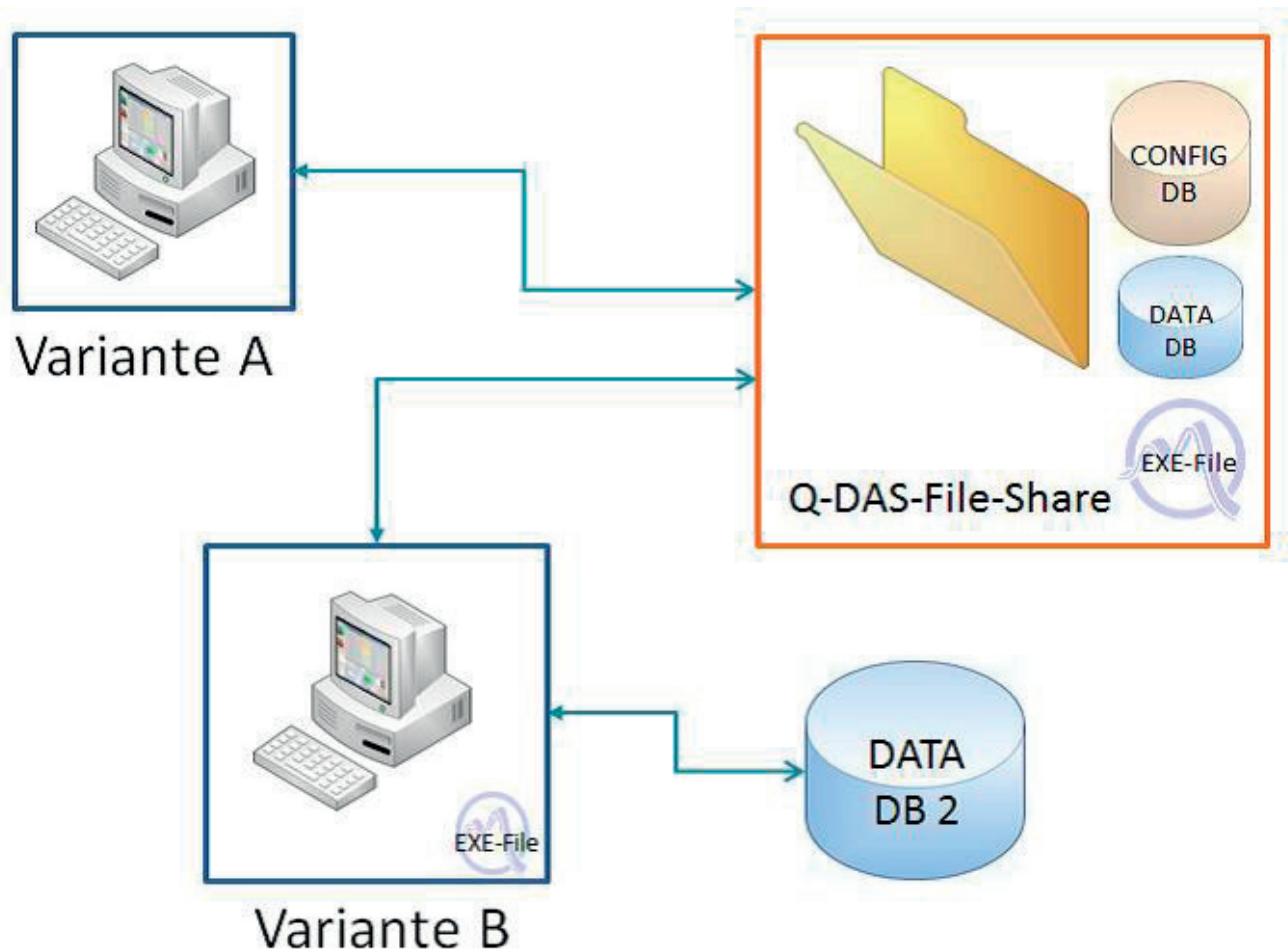 CONFIG
DB
DATA
DB
EXE-File
Q-DAS-File-Share
Variante A
EXE-File
DATA
DB 2
Variante B